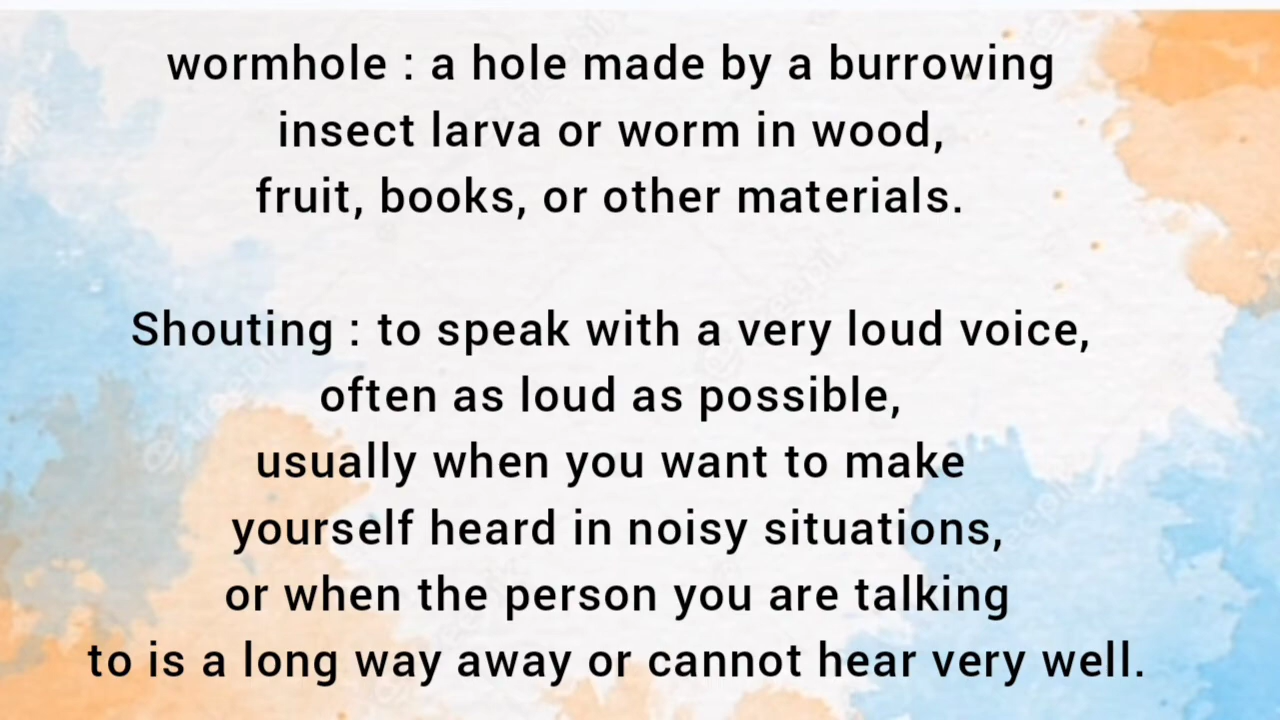 wormhole : a hole made by a burrowing
insect larva or worm in wood,
fruit, books, or other materials.
Shouting : to speak with a very loud voice,
often as loud as possible,
usually when you want to make
yourself heard in noisy situations,
or when the person you are talking
to is a long way away or cannot hear very well.